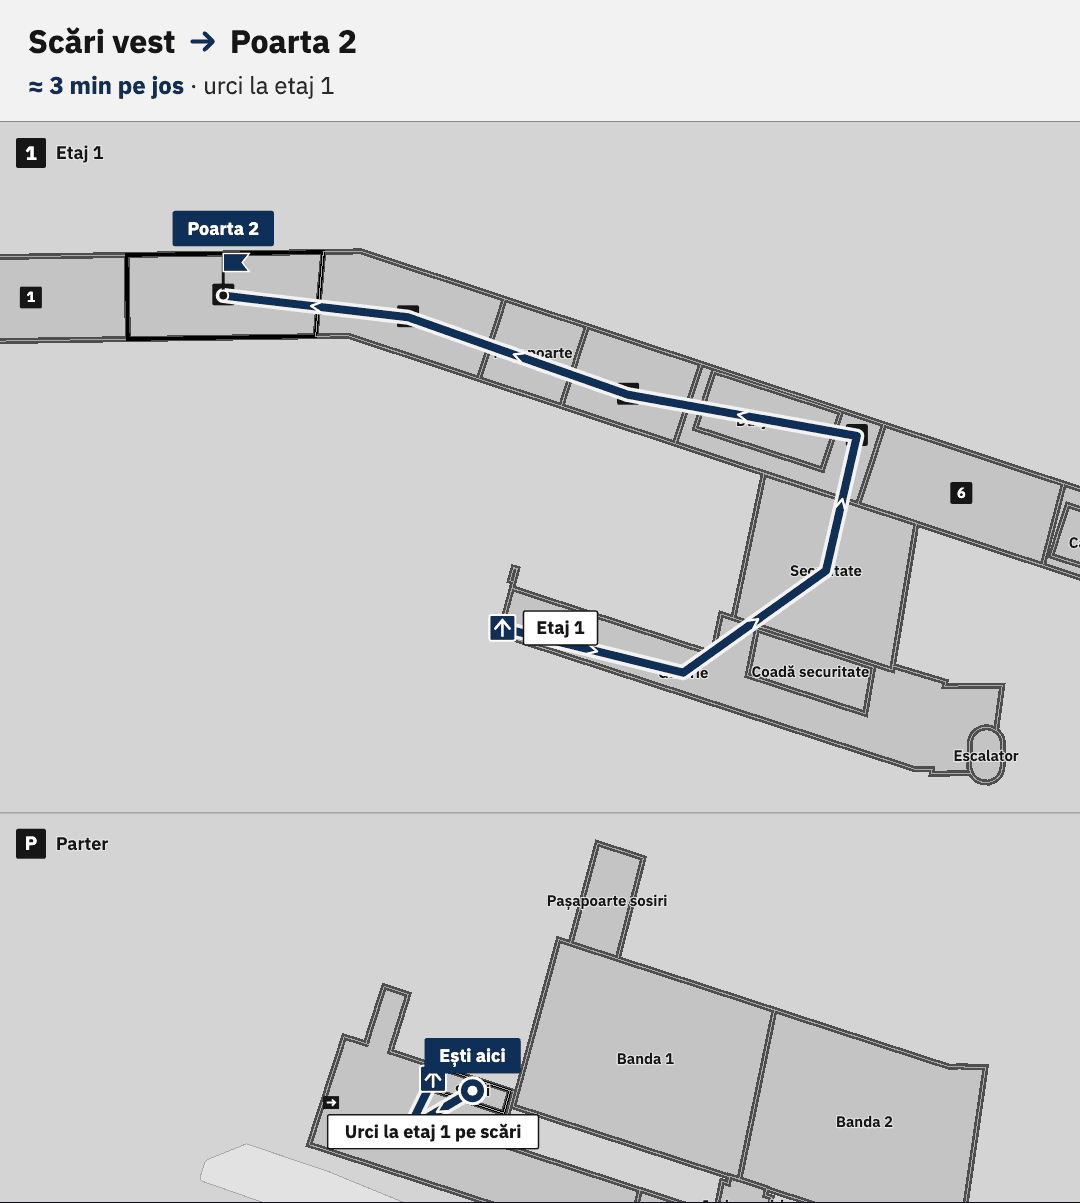 Scări vest → Poarta 2
≈ 3 min pe jos · urci la etaj 1
1 Etaj 1
Poarta 2
1
6
Securitate
Etaj 1
Coadă securitate
Escalator
P Parter
Pașapoarte sosiri
Ești aici
Banda 1
Banda 2
Urci la etaj 1 pe scări